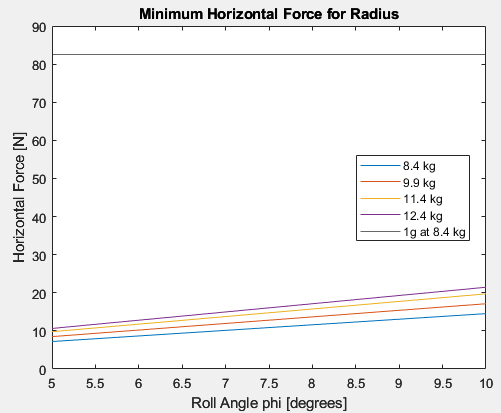 Minimum Horizontal Force for Radius
90
80
70
60
50
40
30
20
10
0
Horizontal Force [N]
8.4 kg
9.9 kg
11.4 kg
12.4 kg
1g at 8.4 kg
5 5.5 6 6.5 7 7.5 8 8.5 9 9.5 10
Roll Angle phi [degrees]